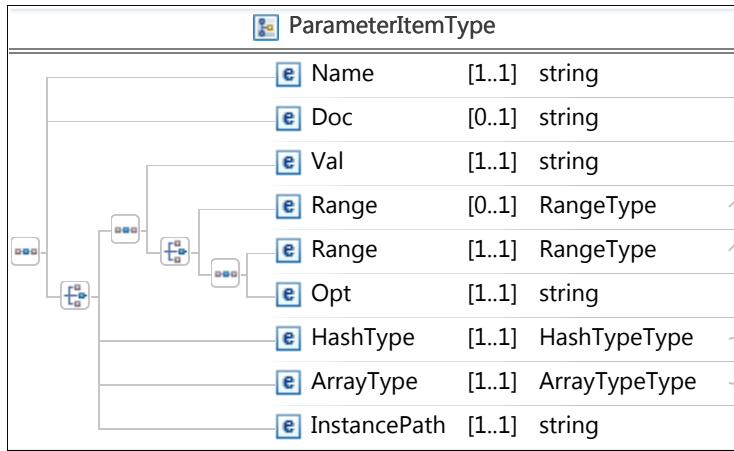 ParameterItemType
e Name [1..1] string
e Doc [0..1] string
e Val [1..1] string
e Range [0..1] RangeType
e Range [1..1] RangeType
e Opt [1..1] string
e HashType [1..1] HashTypeType
e ArrayType [1..1] ArrayTypeType
e InstancePath [1..1] string